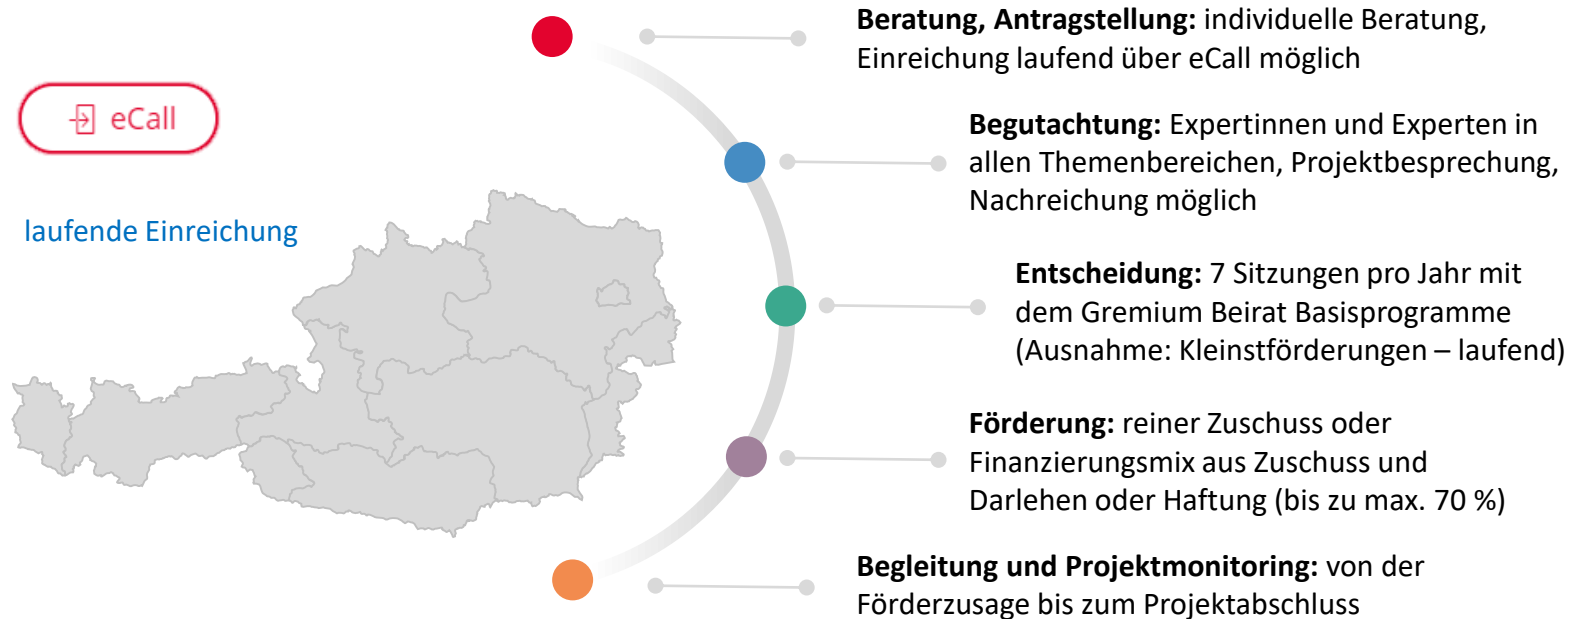 eCall
laufende Einreichung
Beratung, Antragstellung: individuelle Beratung,
Einreichung laufend über eCall möglich
Begutachtung: Expertinnen und Experten in
allen Themenbereichen, Projektbesprechung,
Nachreichung möglich
Entscheidung: 7 Sitzungen pro Jahr mit
dem Gremium Beirat Basisprogramme
(Ausnahme: Kleinstförderungen – laufend)
Förderung: reiner Zuschuss oder
Finanzierungsmix aus Zuschuss und
Darlehen oder Haftung (bis zu max. 70 %)
Begleitung und Projektmonitoring: von der
Förderzusage bis zum Projektabschluss